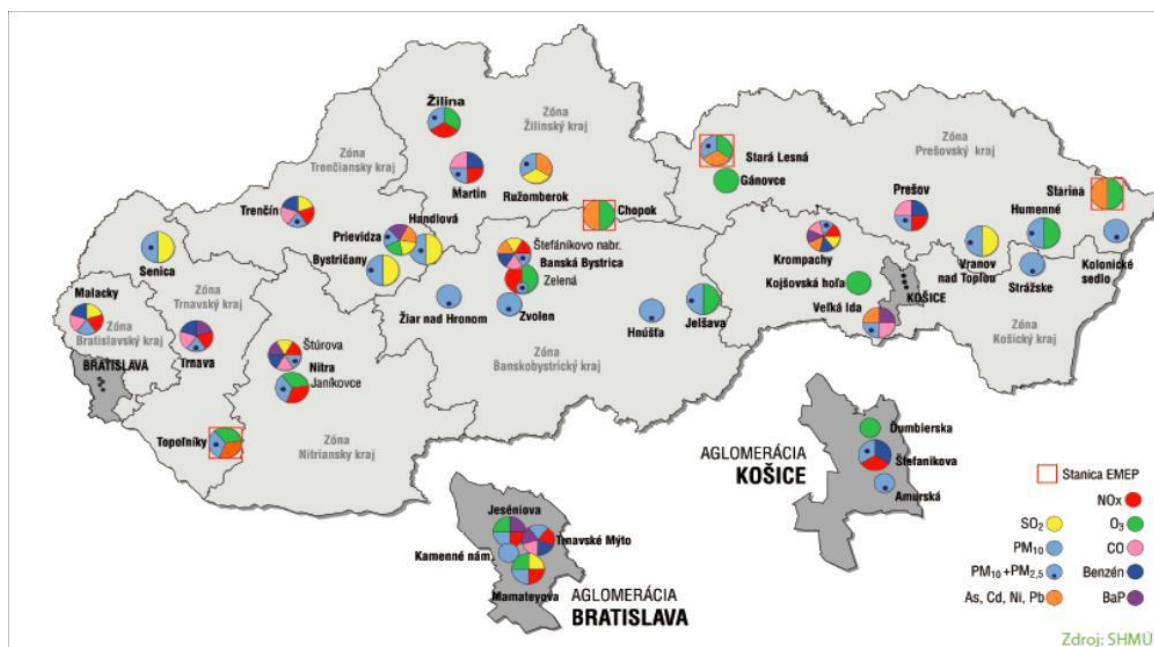 Žilina
Zóna
Žilinský kraj
Zóna
Trenčiansky kraj
Martin
Ružomberok
Stará Lesná
Gánovce
Zóna
Prešovský kraj
Trenčín
Handlová
Prievidza
Bystričany
Chopok
Prešov
Starina
Humenné
Senica
Štefánikovo nabr.
Banská Bystrica
Zelená
Krompachy
Vranov
nad Topľou
Kolonické
sedlo
Strážske
Malacky
Zóna
Trnavský kraj
Zóna
Bratislavský kraj
Žiar nad Hronom
Zvolen
Hnúšťa
Jelšava
Kojšovská hoľa
KOŠICE
Veľká Ida
Zóna
Košický kraj
BRATISLAVA
Trnava
Štúrova
Nitra
Janíkovce
Zóna
Banskobystrický kraj
Topoľníky
Zóna
Nitriansky kraj
AGLOMERÁCIA
KOŠICE
Ďumbierska
Štefánikova
Amurská
Jeséniova
Trnavské Mýto
Kamenné nám.
Mamateyova
AGLOMERÁCIA
BRATISLAVA
Stanica EMEP
NOx
SO2 O3
PM10 CO
PM10+PM2,5 Benzén
As, Cd, Ni, Pb BaP
Zdroj: SHMÚ